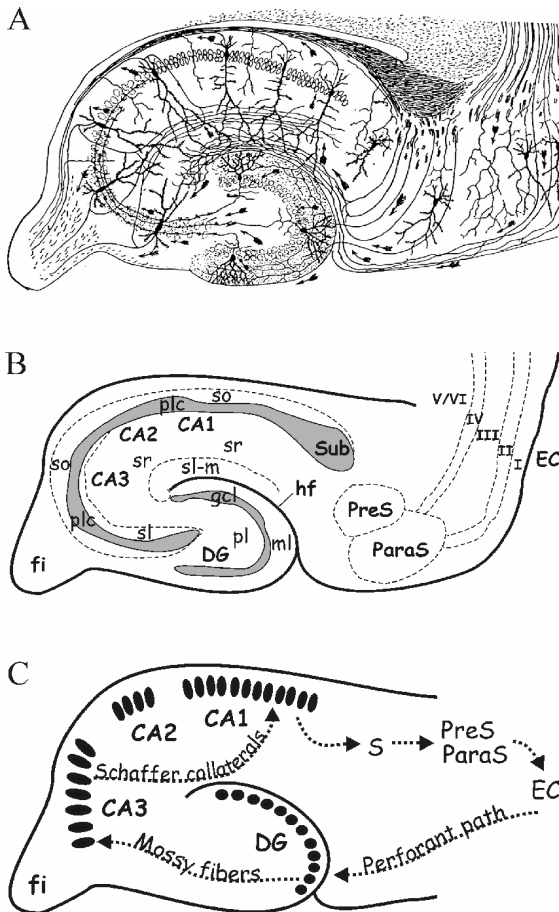 A
B
so
plc
CA1
CA2
V/VI
IV
III
II
I
EC
sr
Sub
so
CA3
sr
sl-m
hf
gcl
PreS
plc
sl
pl
ml
DG
ParaS
fi
C
CA1
CA2
S
PreS
ParaS
Schaffer collaterals
EC
CA3
DG
Perforant path
Mossy fibers
fi